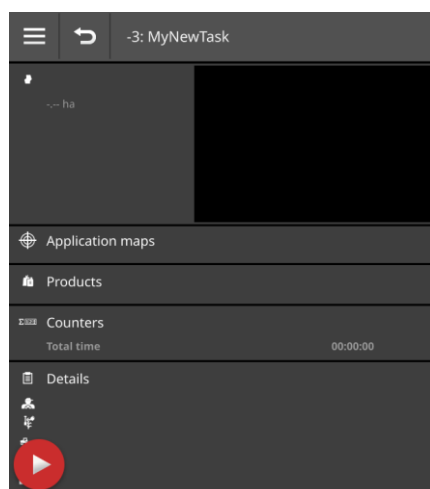 -3: MyNewTask
-.-- ha
Application maps
Products
Counters
Total time 00:00:00
Details